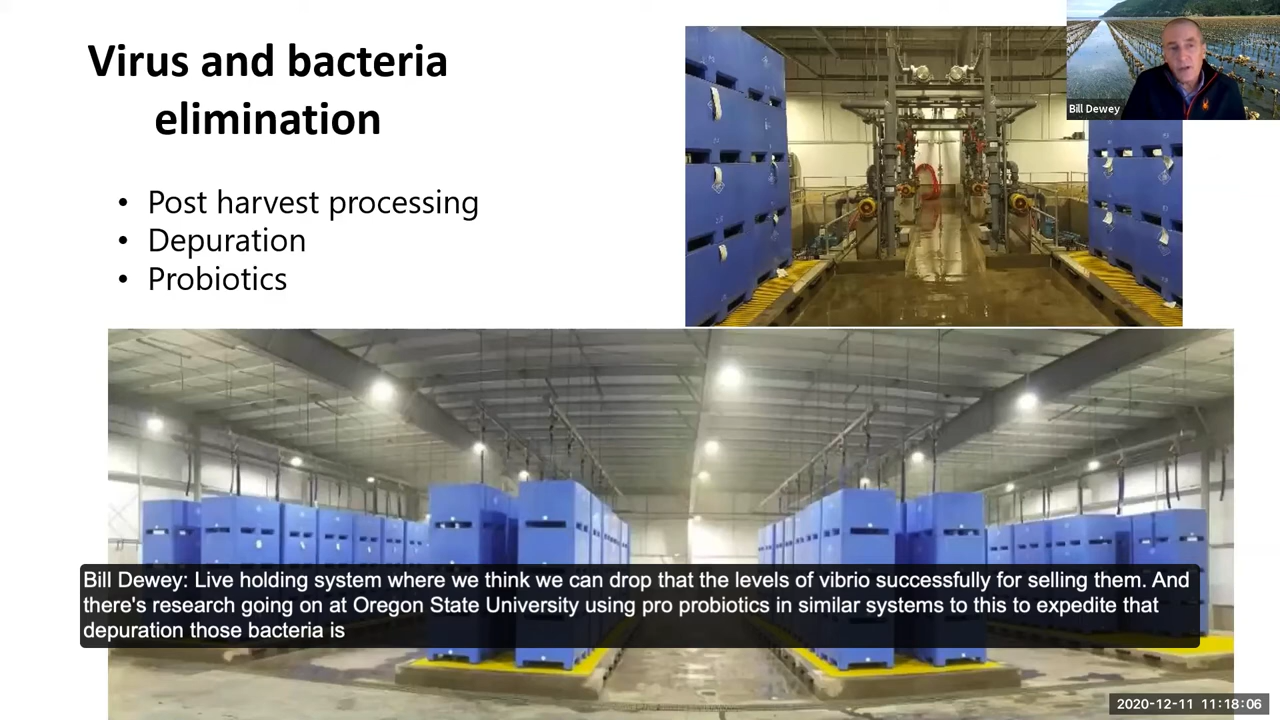 Virus and bacteria
elimination
• Post harvest processing
• Depuration
• Probiotics
Bill Dewey
Bill Dewey: Live holding system where we think we can drop that the levels of vibrio successfully for selling them. And
there's research going on at Oregon State University using pro probiotics in similar systems to this to expedite that
depuration those bacteria is
2020-12-11 11:18:06